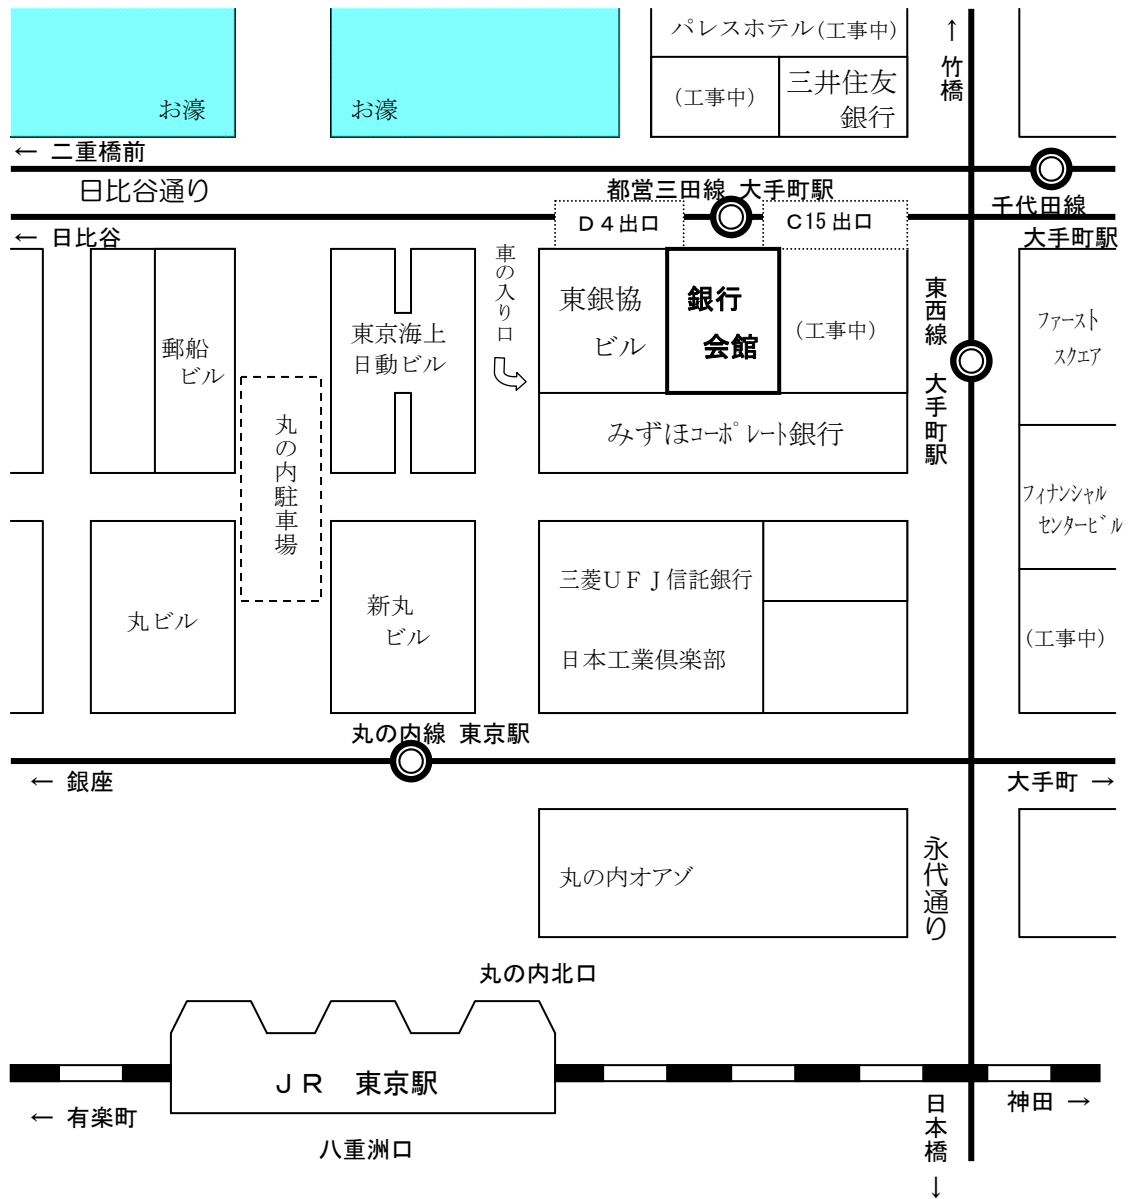 パレスホテル(工事中)
↑
竹橋
(工事中)
三井住友
銀行
お濠
お濠
← 二重橋前
日比谷通り
都営三田線 大手町駅
千代田線
大手町駅
D4出口
C15出口
← 日比谷
車の入り口
東銀協
ビル
銀行
会館
(工事中)
東西線 大手町駅
ファースト
スクエア
郵船
ビル
東京海上
日動ビル
みずほコーポレート銀行
丸の内駐車場
フィナンシャル
センタービル
丸ビル
新丸
ビル
三菱UFJ信託銀行
日本工業倶楽部
(工事中)
丸の内線 東京駅
← 銀座
大手町 →
丸の内オアゾ
永代通り
丸の内北口
JR 東京駅
← 有楽町
神田 →
日本橋
↓
八重洲口